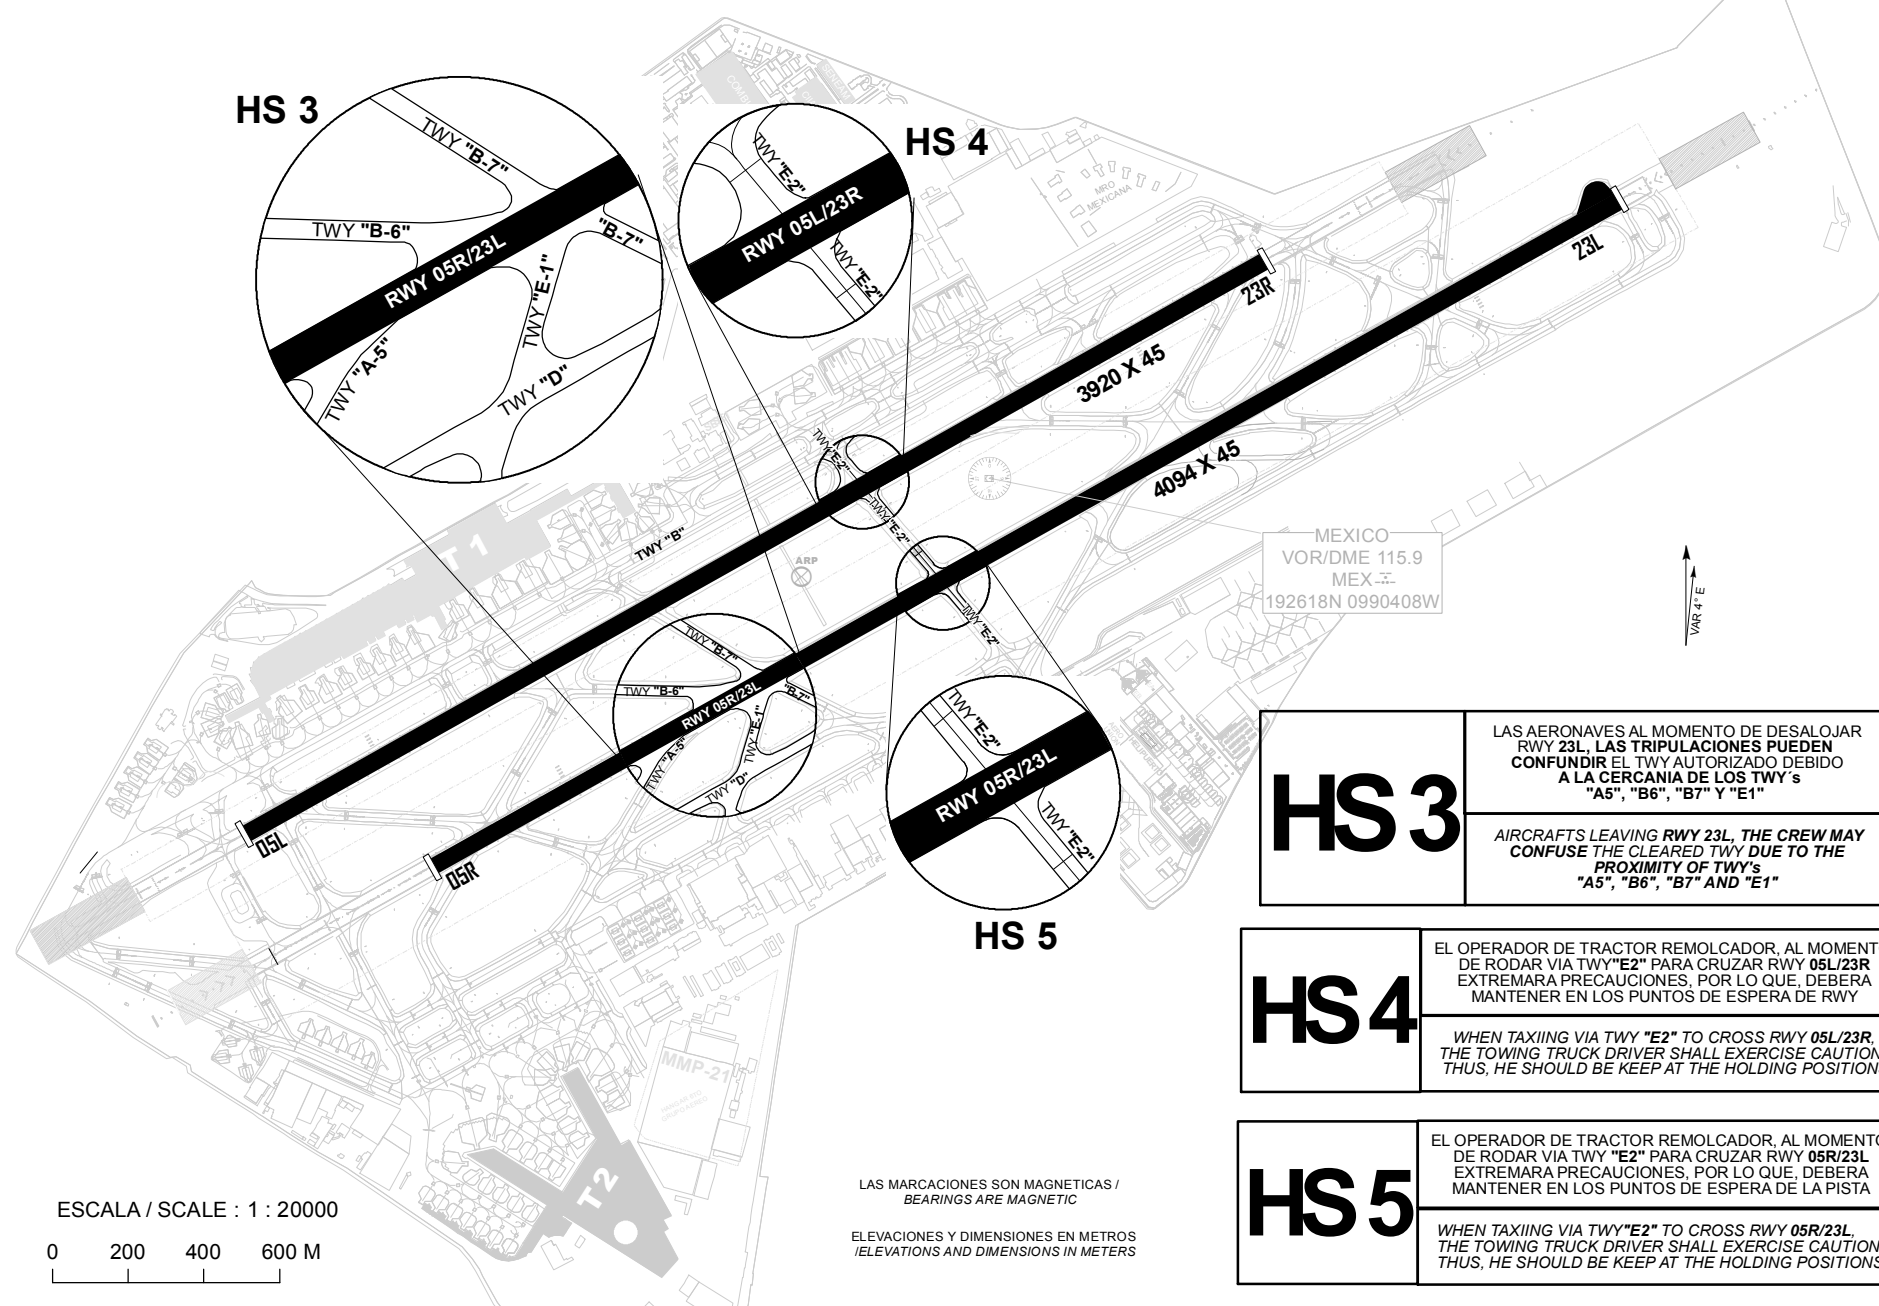 HS 3
TWY "B-7"
TWY "B-6"
RWY 05R/23L
"B-7"
TWY "E-1"
TWY "A-5"
TWY "D"
HS 4
TWY "E-2"
RWY 05L/23R
TWY "E-2"
MRO
MEXICANA
23L
23R
3920 X 45
4094 X 45
TWY "E-2"
TWY "E-2"
TWY "B"
T 1
ARP
MEXICO
VOR/DME 115.9
MEX
192618N 0990408W
VAR 4° E
TWY "B-7"
TWY "B-6"
RWY 05R/23L
"B-7"
TWY "E-1"
TWY "A-5"
TWY "D"
TWY "E-2"
TWY "E-2"
RWY 05R/23L
TWY "E-2"
HS 5
05L
05R
MMP-21
T2
HS 3
LAS AERONAVES AL MOMENTO DE DESALOJAR
RWY 23L, LAS TRIPULACIONES PUEDEN
CONFUNDIR EL TWY AUTORIZADO DEBIDO
A LA CERCANIA DE LOS TWY´s
"A5", "B6", "B7" Y "E1"
AIRCRAFTS LEAVING RWY 23L, THE CREW MAY
CONFUSE THE CLEARED TWY DUE TO THE
PROXIMITY OF TWY's
"A5", "B6", "B7" AND "E1"
HS 4
EL OPERADOR DE TRACTOR REMOLCADOR, AL MOMENT
DE RODAR VIA TWY"E2" PARA CRUZAR RWY 05L/23R
EXTREMARA PRECAUCIONES, POR LO QUE, DEBERA
MANTENER EN LOS PUNTOS DE ESPERA DE RWY
WHEN TAXIING VIA TWY "E2" TO CROSS RWY 05L/23R,
THE TOWING TRUCK DRIVER SHALL EXERCISE CAUTION
THUS, HE SHOULD BE KEEP AT THE HOLDING POSITION
HS 5
EL OPERADOR DE TRACTOR REMOLCADOR, AL MOMENTO
DE RODAR VIA TWY "E2" PARA CRUZAR RWY 05R/23L
EXTREMARA PRECAUCIONES, POR LO QUE, DEBERA
MANTENER EN LOS PUNTOS DE ESPERA DE LA PISTA
WHEN TAXIING VIA TWY"E2" TO CROSS RWY 05R/23L,
THE TOWING TRUCK DRIVER SHALL EXERCISE CAUTION
THUS, HE SHOULD BE KEEP AT THE HOLDING POSITIONS
LAS MARCACIONES SON MAGNETICAS /
BEARINGS ARE MAGNETIC
ELEVACIONES Y DIMENSIONES EN METROS
/ELEVATIONS AND DIMENSIONS IN METERS
ESCALA / SCALE : 1 : 20000
0 200 400 600 M